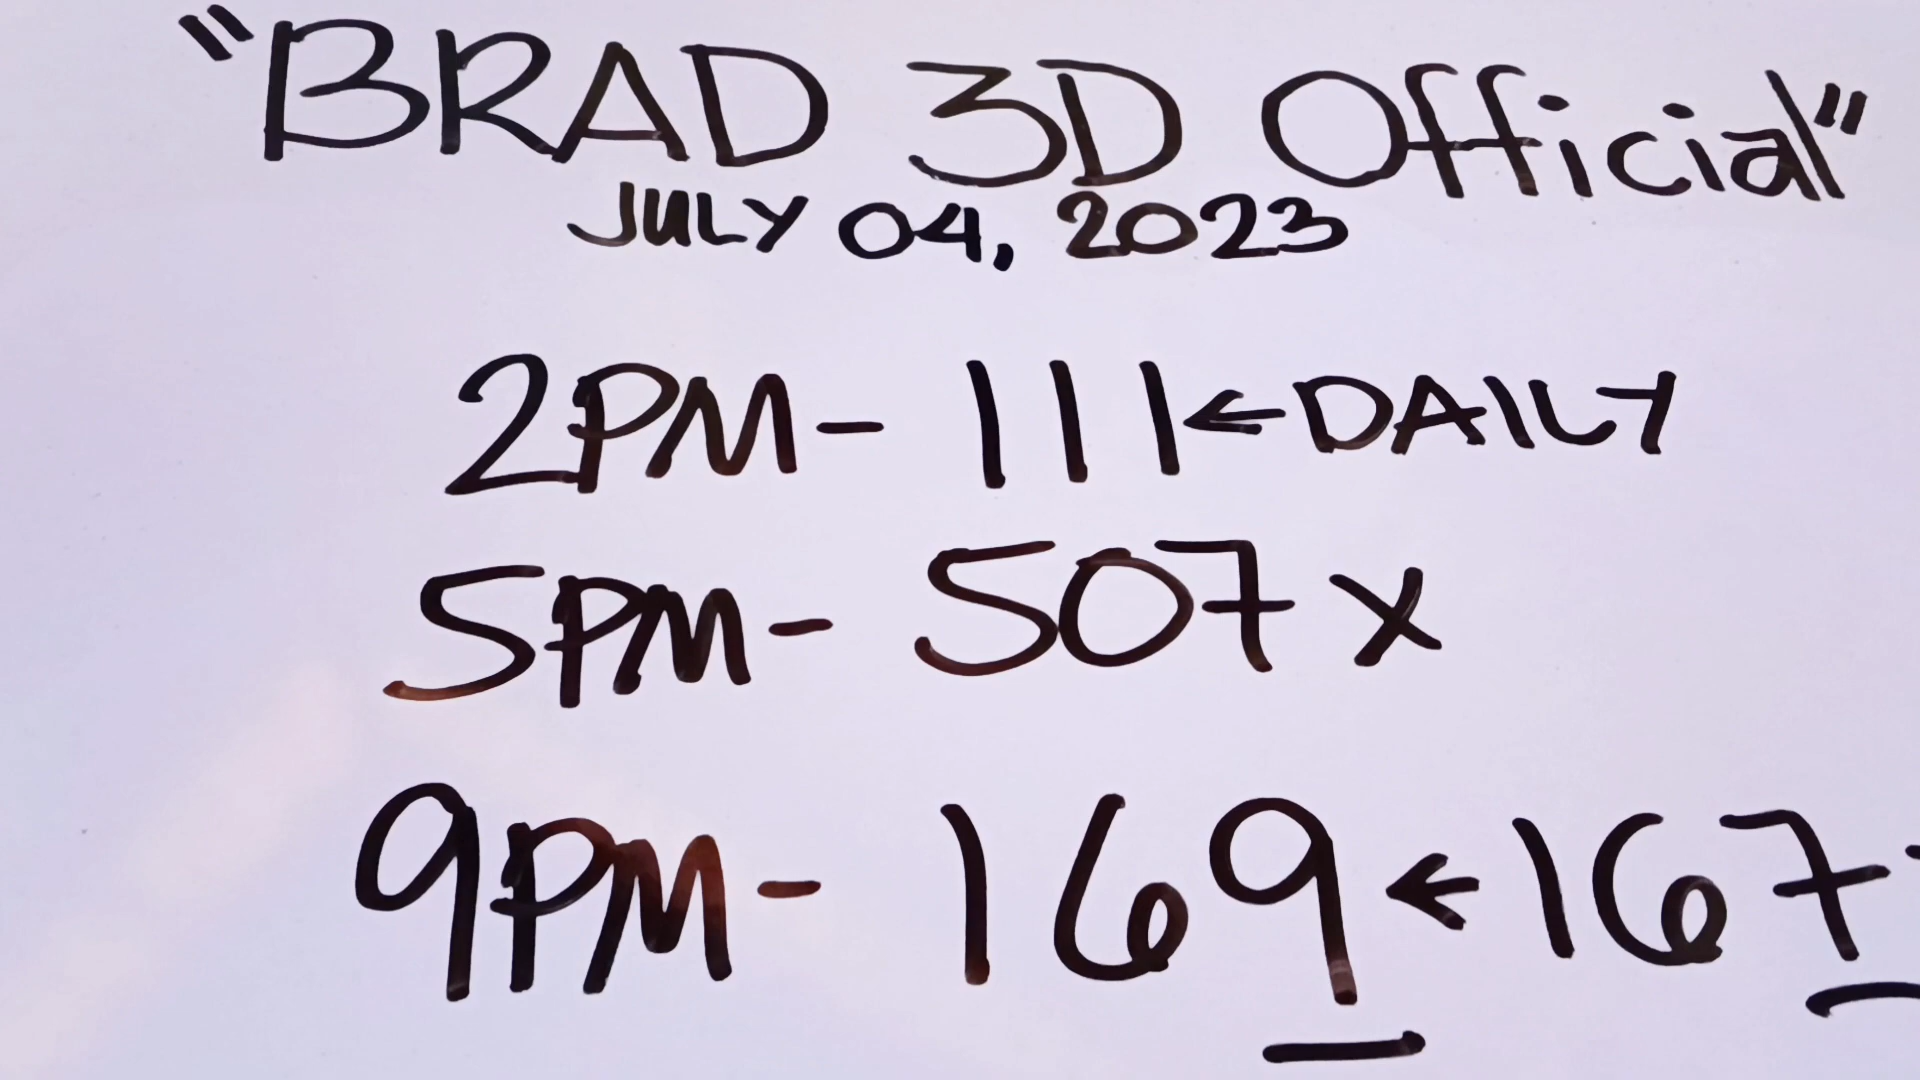 "BRAD 3D Official"
JULY 04, 2023
2PM- 111←DAILY
5PM- 507 x
9PM- 169←167